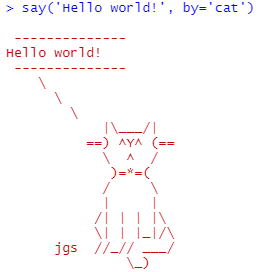 > say('Hello world!', by='cat')

 --------------
Hello world!
 --------------
    \
      \
        \
            |\___/|
          ==) ^Y^ (==
            \  ^  /
             )=*=(
            /     \
            |     |
           /| | | |\
           \| | |_|/\
      jgs  //_// ___/
               \_)